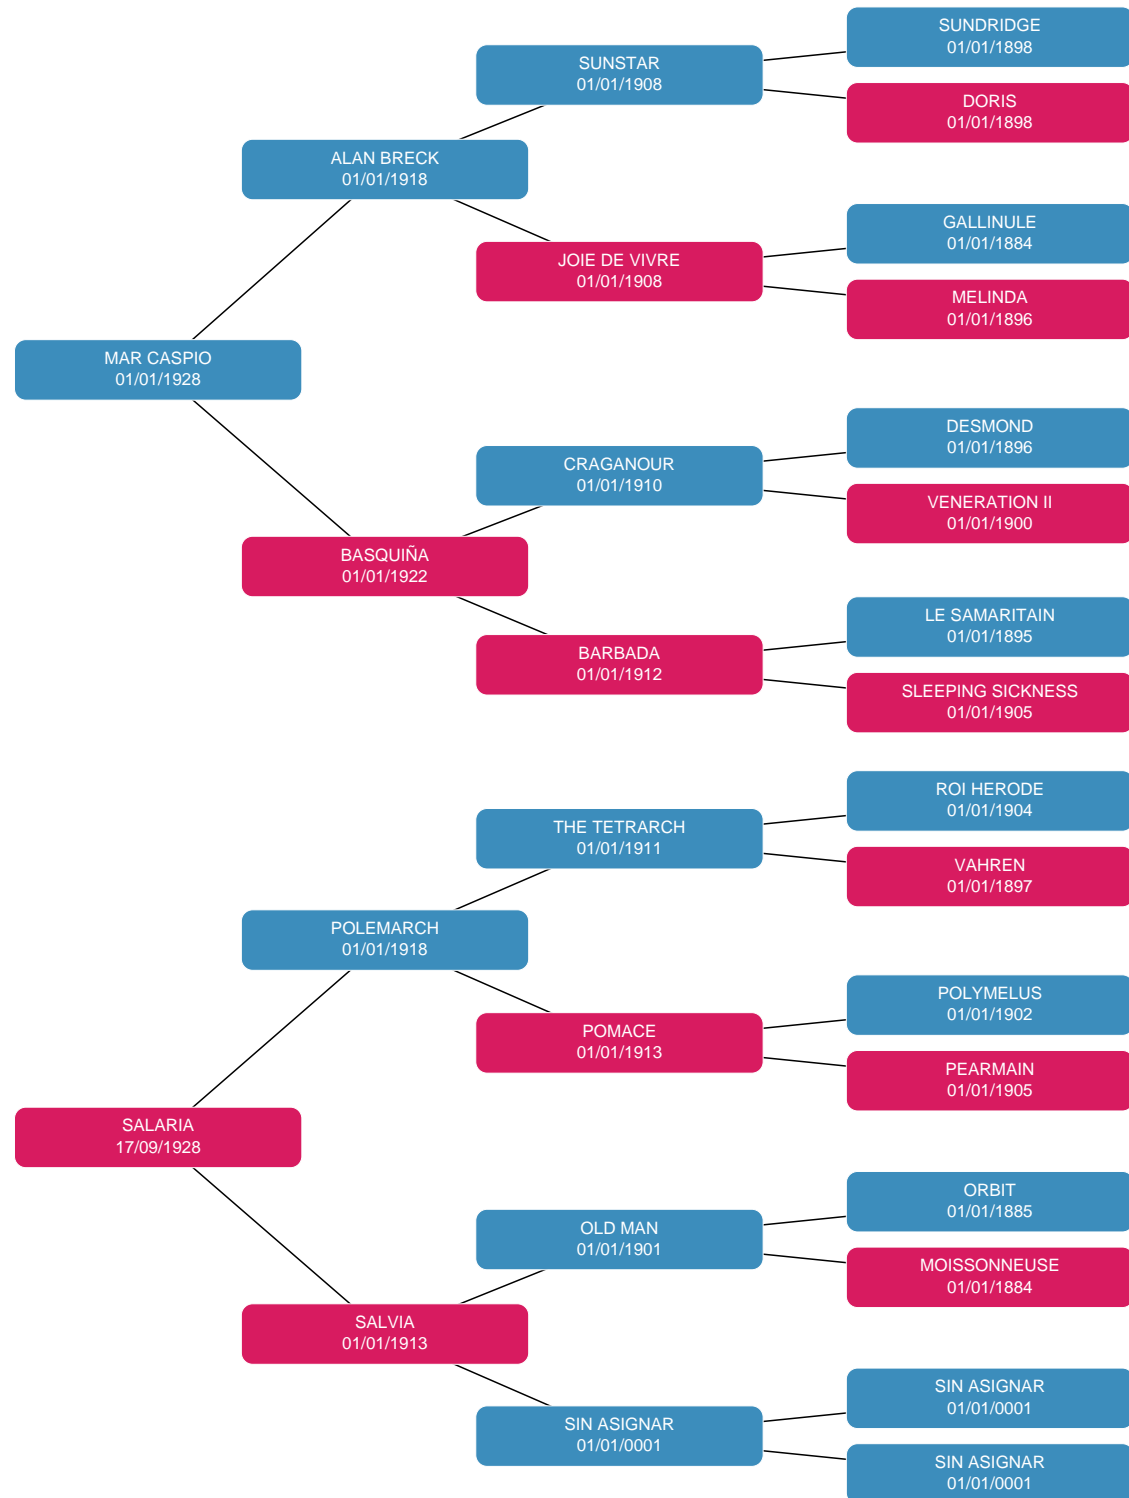 SUNDRIDGE
01/01/1898
SUNSTAR
01/01/1908
DORIS
01/01/1898
ALAN BRECK
01/01/1918
GALLINULE
01/01/1884
JOIE DE VIVRE
01/01/1908
MELINDA
01/01/1896
MAR CASPIO
01/01/1928
DESMOND
01/01/1896
CRAGANOUR
01/01/1910
VENERATION II
01/01/1900
BASQUIÑA
01/01/1922
LE SAMARITAIN
01/01/1895
BARBADA
01/01/1912
SLEEPING SICKNESS
01/01/1905
ROI HERODE
01/01/1904
THE TETRARCH
01/01/1911
VAHREN
01/01/1897
POLEMARCH
01/01/1918
POLYMELUS
01/01/1902
POMACE
01/01/1913
PEARMAIN
01/01/1905
SALARIA
17/09/1928
ORBIT
01/01/1885
OLD MAN
01/01/1901
MOISSONNEUSE
01/01/1884
SALVIA
01/01/1913
SIN ASIGNAR
01/01/0001
SIN ASIGNAR
01/01/0001
SIN ASIGNAR
01/01/0001